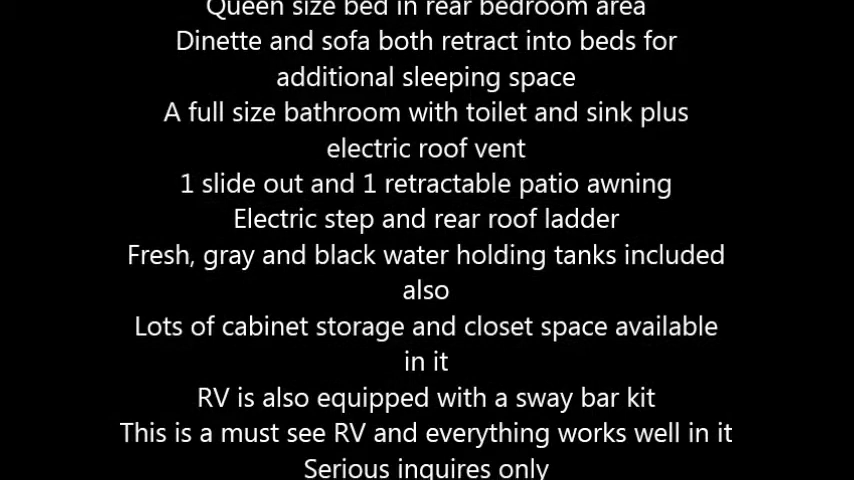 Queen size bed in rear bedroom area
Dinette and sofa both retract into beds for
additional sleeping space
A full size bathroom with toilet and sink plus
electric roof vent
1 slide out and 1 retractable patio awning
Electric step and rear roof ladder
Fresh, gray and black water holding tanks included
also
Lots of cabinet storage and closet space available
in it
RV is also equipped with a sway bar kit
This is a must see RV and everything works well in it
Serious inquires only